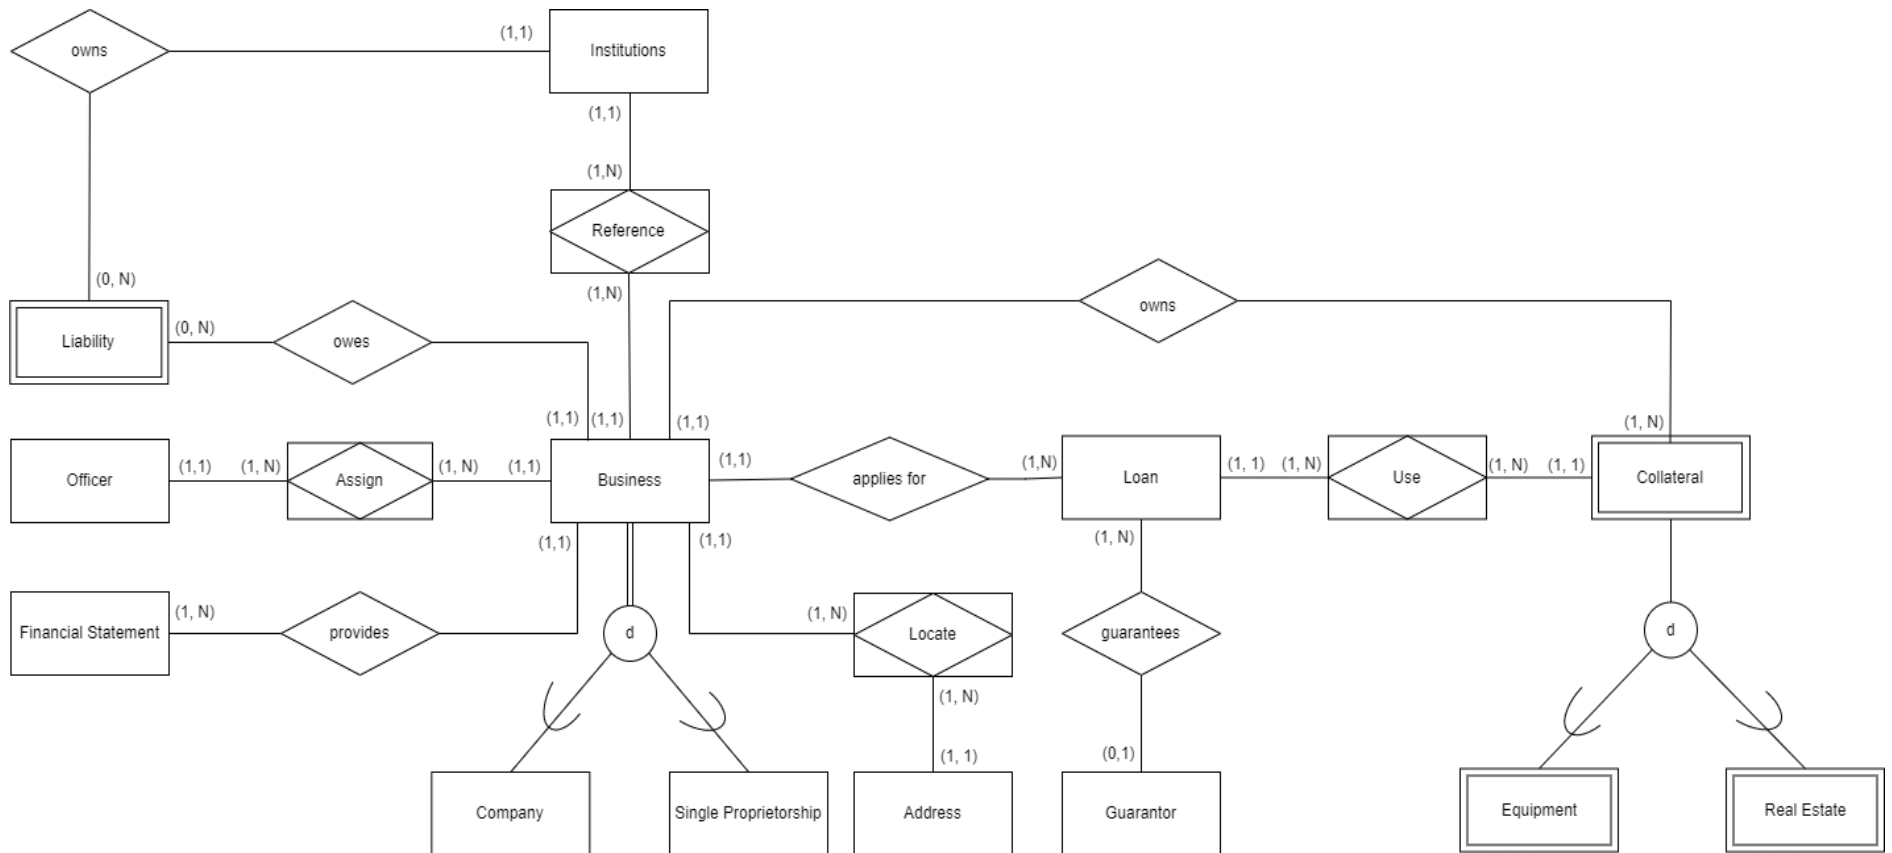 owns
(1,1)
Institutions
(1,1)
(1,N)
Reference
(0, N)
(1,N)
owns
Liability
(0, N)
owes
(1,1)
(1,1)
(1,1)
(1, N)
Officer
(1,1)
(1, N)
Assign
(1, N)
(1,1)
Business
(1,1)
applies for
(1,N)
Loan
(1, 1)
(1, N)
Use
(1, N)
(1, 1)
Collateral
(1,1)
(1,1)
(1, N)
Financial Statement
(1, N)
provides
d
(1, N)
Locate
guarantees
d
(1, N)
(1, 1)
(0,1)
Company
Single Proprietorship
Address
Guarantor
Equipment
Real Estate